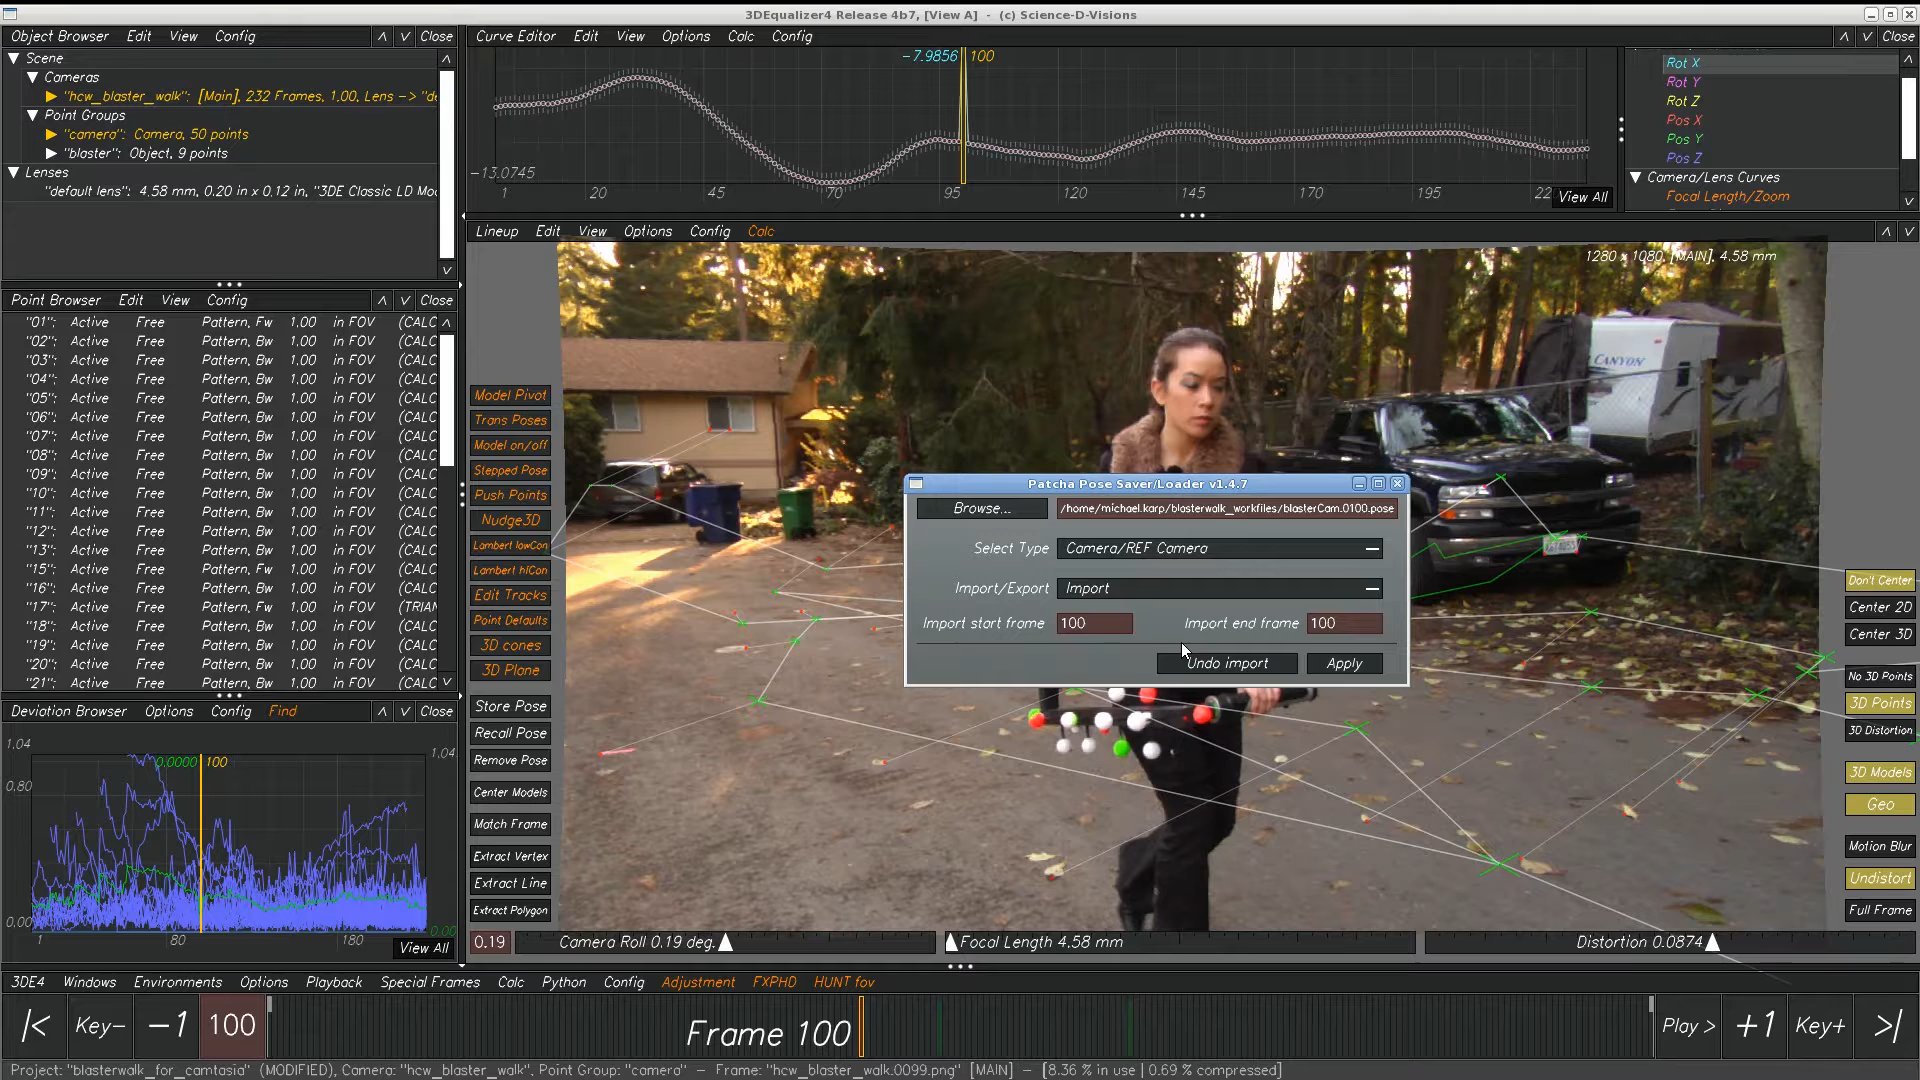 3DEqualizer4 Release 4b7, [View A] - (c) Science-D-Visions
Object Browser Edit View Config Close
Scene
Cameras
"hcw_blaster_walk": [Main], 232 Frames, 1.00, Lens -> "de
Point Groups
"camera": Camera, 50 points
"blaster": Object, 9 points
Lenses
"default lens": 4.58 mm, 0.20 in x 0.12 in, "3DE Classic LD Mo
Curve Editor Edit View Options Calc Config Close
-7.9856 100
-13.0745
1 20 45 70 95 120 145 170 195 22
View All
Rot X
Rot Y
Rot Z
Pos X
Pos Y
Pos Z
Camera/Lens Curves
Focal Length/Zoom
Point Browser Edit View Config Close
"01": Active Free Pattern, Fw 1.00 in FOV (CALC
"02": Active Free Pattern, Bw 1.00 in FOV (CALC
"03": Active Free Pattern, Bw 1.00 in FOV (CALC
"04": Active Free Pattern, Bw 1.00 in FOV (CALC
"05": Active Free Pattern, Bw 1.00 in FOV (CALC
"06": Active Free Pattern, Bw 1.00 in FOV (CALC
"07": Active Free Pattern, Bw 1.00 in FOV (CALC
"08": Active Free Pattern, Bw 1.00 in FOV (CALC
"09": Active Free Pattern, Bw 1.00 in FOV (CALC
"10": Active Free Pattern, Bw 1.00 in FOV (CALC
"11": Active Free Pattern, Bw 1.00 in FOV (CALC
"12": Active Free Pattern, Bw 1.00 in FOV (CALC
"13": Active Free Pattern, Bw 1.00 in FOV (CALC
"15": Active Free Pattern, Fw 1.00 in FOV (CALC
"16": Active Free Pattern, Bw 1.00 in FOV (CALC
"17": Active Free Pattern, Fw 1.00 in FOV (TRIAN
"18": Active Free Pattern, Bw 1.00 in FOV (CALC
"19": Active Free Pattern, Bw 1.00 in FOV (CALC
"20": Active Free Pattern, Bw 1.00 in FOV (CALC
"21": Active Free Pattern, Bw 1.00 in FOV (CALC
Deviation Browser Options Config Find Close
1.04 0.0000 100 1.04
0.80
0.00 0.00
1 80 180
View All
Lineup Edit View Options Config Calc
1280 x 1080, [MAIN], 4.58 mm
CANYON
Model Pivot
Trans Poses
Model on/off
Stepped Pose
Push Points
Nudge3D
Lambert lowCon
Lambert hiCon
Edit Tracks
Point Defaults
3D cones
3D Plane
Store Pose
Recall Pose
Remove Pose
Center Models
Match Frame
Extract Vertex
Extract Line
Extract Polygon
Patcha Pose Saver/Loader v1.4.7
Browse... /home/michael.karp/blasterwalk_workfiles/blasterCam.0100.pose
Select Type Camera/REF Camera
Import/Export Import
Import start frame 100 Import end frame 100
Undo import Apply
Don't Center
Center 2D
Center 3D
No 3D Points
3D Points
3D Distortion
3D Models
Geo
Motion Blur
Undistort
Full Frame
0.19 Camera Roll 0.19 deg. Focal Length 4.58 mm Distortion 0.0874
3DE4 Windows Environments Options Playback Special Frames Calc Python Config Adjustment FXPHD HUNT fov
|< Key- -1 100 Frame 100 Play > +1 Key+ >|
Project: "blasterwalk_for_camtasia" (MODIFIED), Camera: "hcw_blaster_walk", Point Group: "camera" - Frame: "hcw_blaster_walk.0099.png" [MAIN] - [8.36 % in use | 0.69 % compressed]